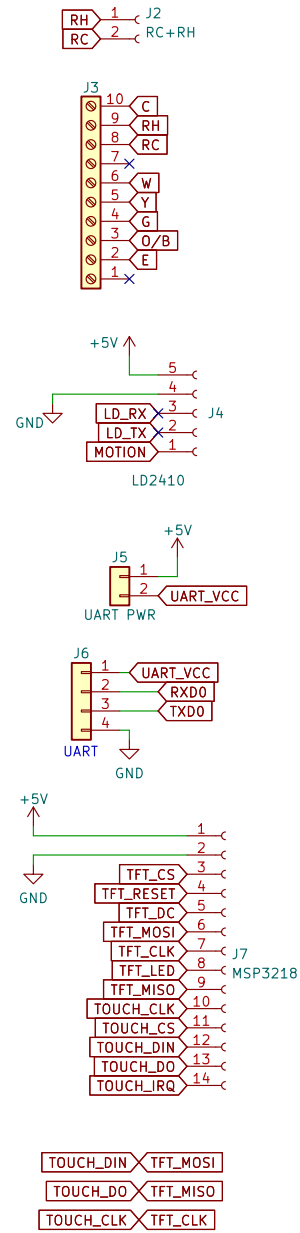 RH 1 J2
RC 2 RC+RH
J3
10 C
9 RH
8 RC
7
6 W
5 Y
4 G
3 O/B
2 E
1
+5V
5
4
GND LD_RX 3 J4
LD_TX 2
MOTION 1
LD2410
+5V
J5
1
2 UART_VCC
UART PWR
J6
1 UART_VCC
2 RXD0
3 TXD0
4
UART
GND
+5V
1
2
TFT_CS 3
GND
TFT_RESET 4
TFT_DC 5
TFT_MOSI 6
TFT_CLK 7 J7
TFT_LED 8 MSP3218
TFT_MISO 9
TOUCH_CLK 10
TOUCH_CS 11
TOUCH_DIN 12
TOUCH_DO 13
TOUCH_IRQ 14
TOUCH_DIN TFT_MOSI
TOUCH_DO TFT_MISO
TOUCH_CLK TFT_CLK